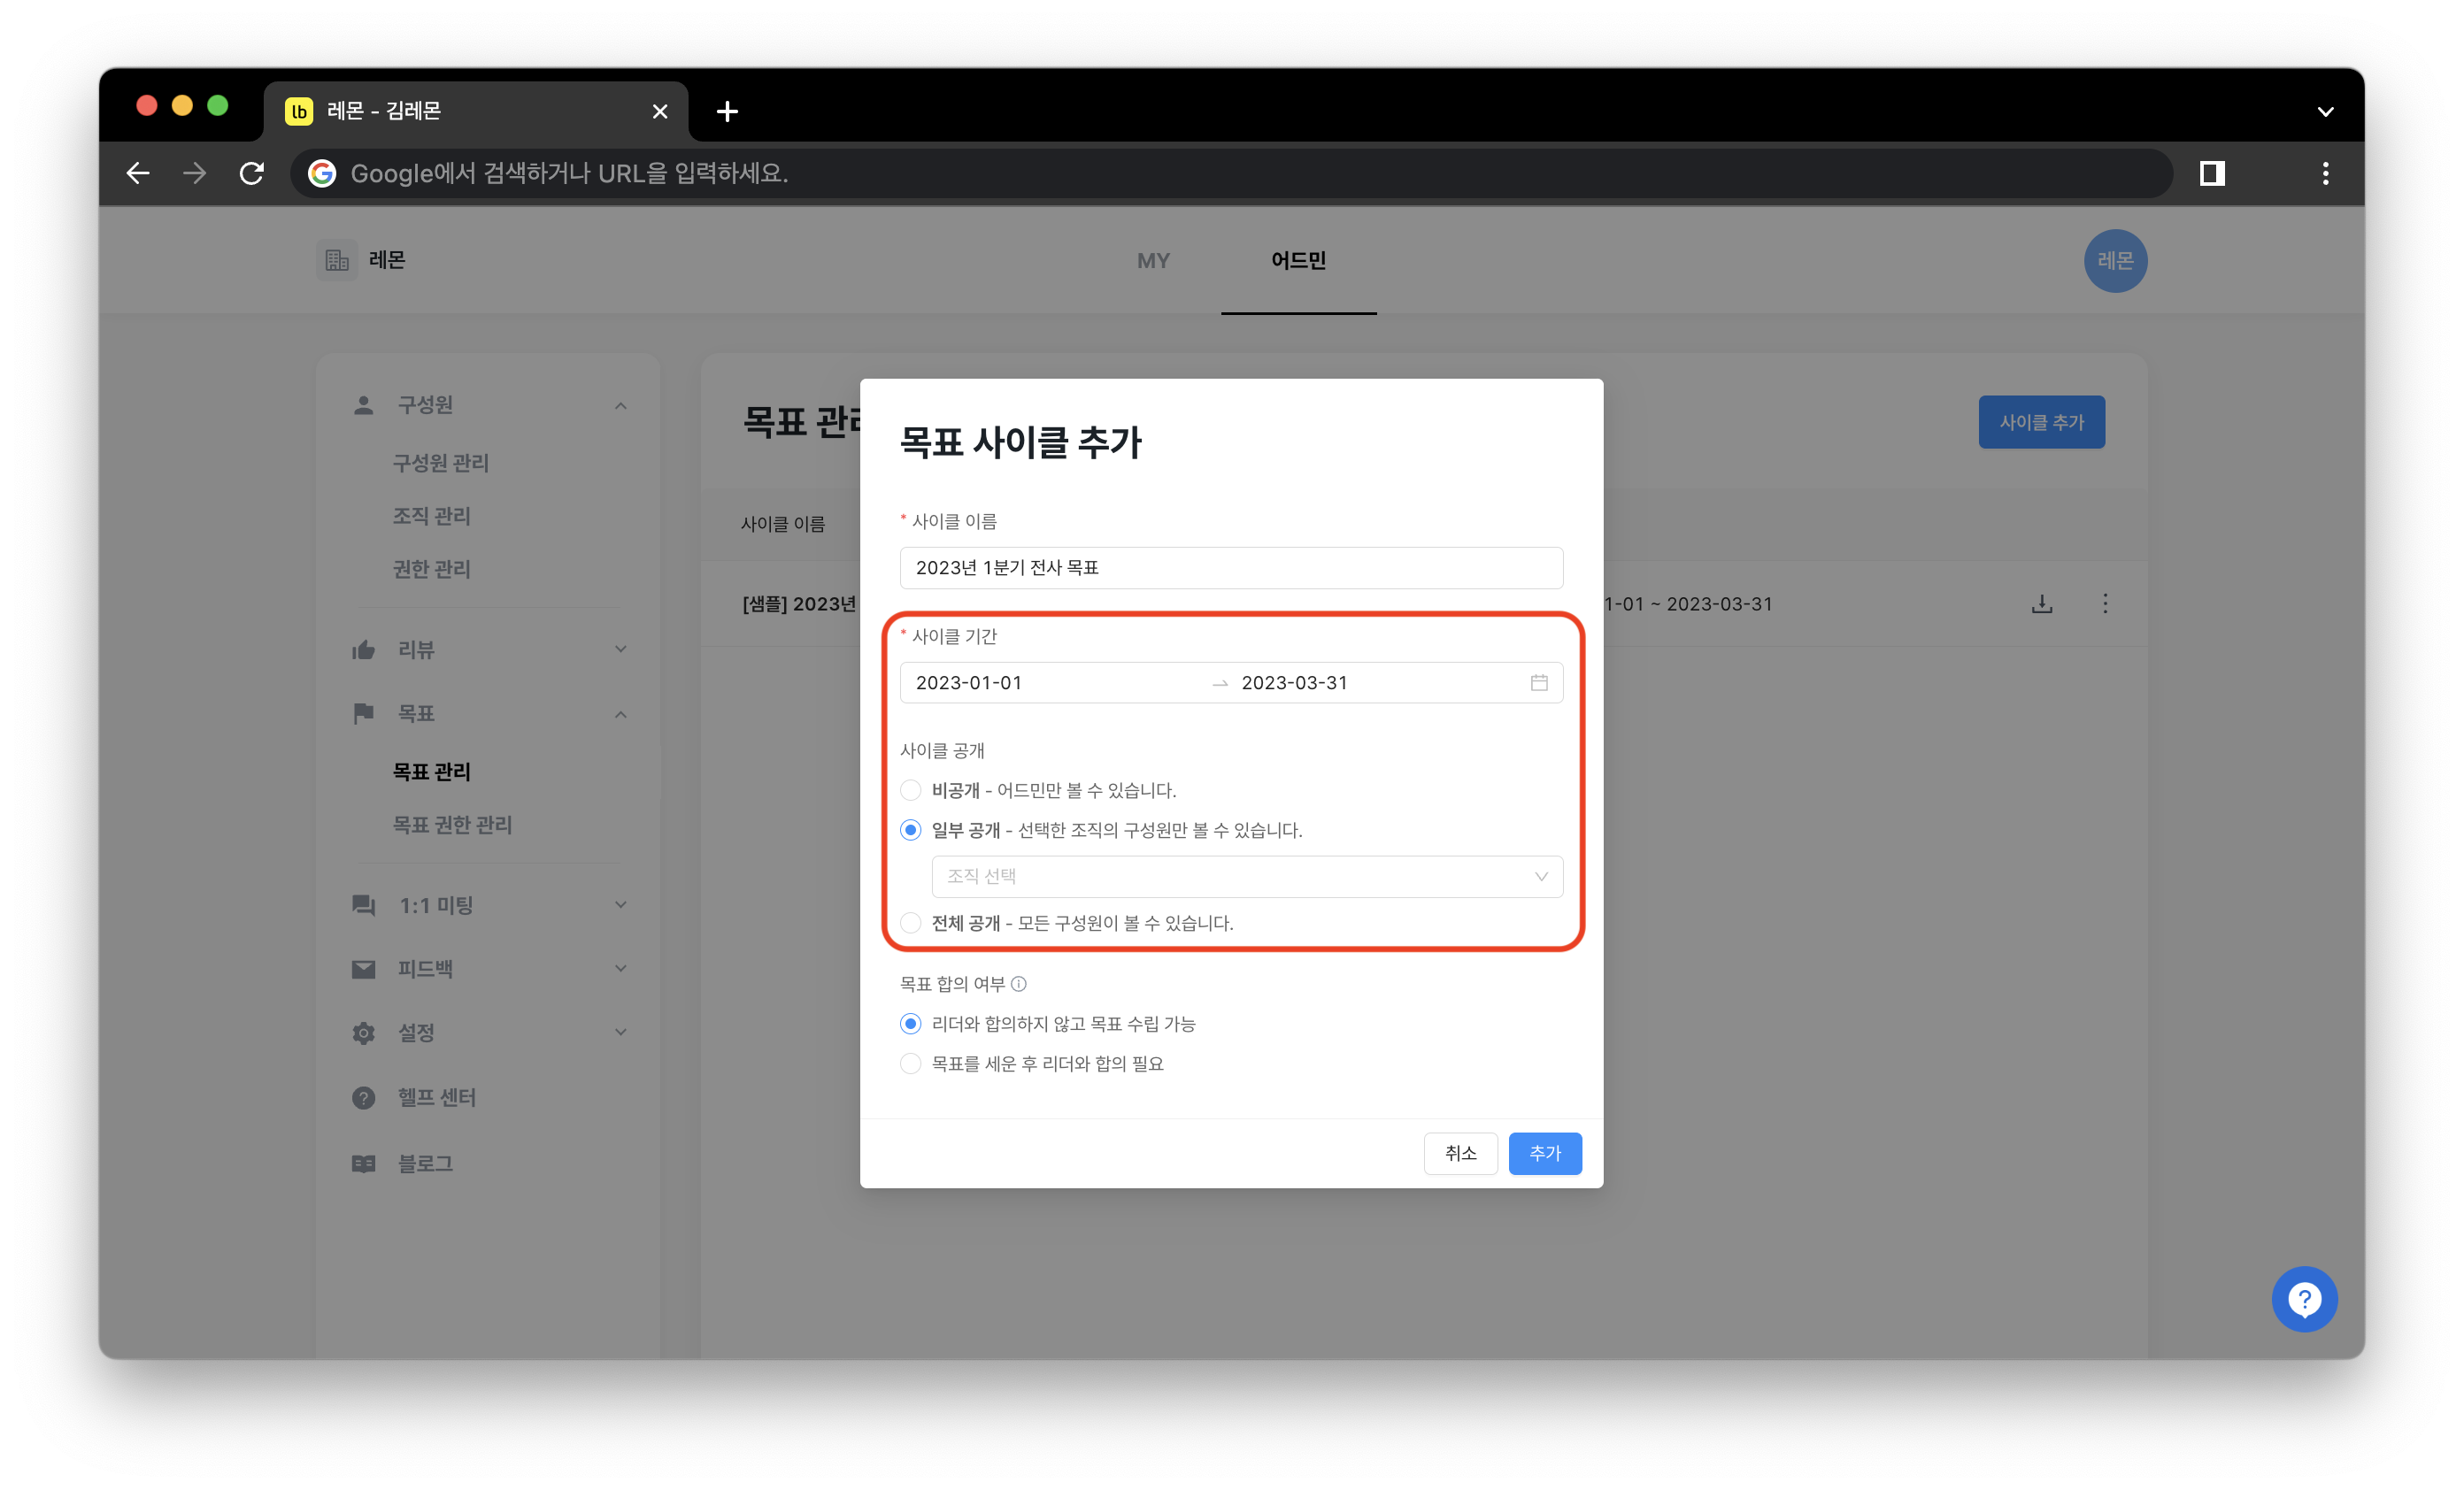 lb 레몬 - 김레몬
Google에서 검색하거나 URL을 입력하세요.
레몬
MY
어드민
레몬
구성원
구성원 관리
조직 관리
권한 관리
리뷰
목표
목표 관리
목표 권한 관리
1:1 미팅
피드백
설정
헬프 센터
블로그
목표 관리
사이클 추가
사이클 이름
[샘플] 2023년
1-01 ~ 2023-03-31
목표 사이클 추가
* 사이클 이름
2023년 1분기 전사 목표
* 사이클 기간
2023-01-01 → 2023-03-31
사이클 공개
비공개 - 어드민만 볼 수 있습니다.
일부 공개 - 선택한 조직의 구성원만 볼 수 있습니다.
조직 선택
전체 공개 - 모든 구성원이 볼 수 있습니다.
목표 합의 여부
리더와 합의하지 않고 목표 수립 가능
목표를 세운 후 리더와 합의 필요
취소
추가